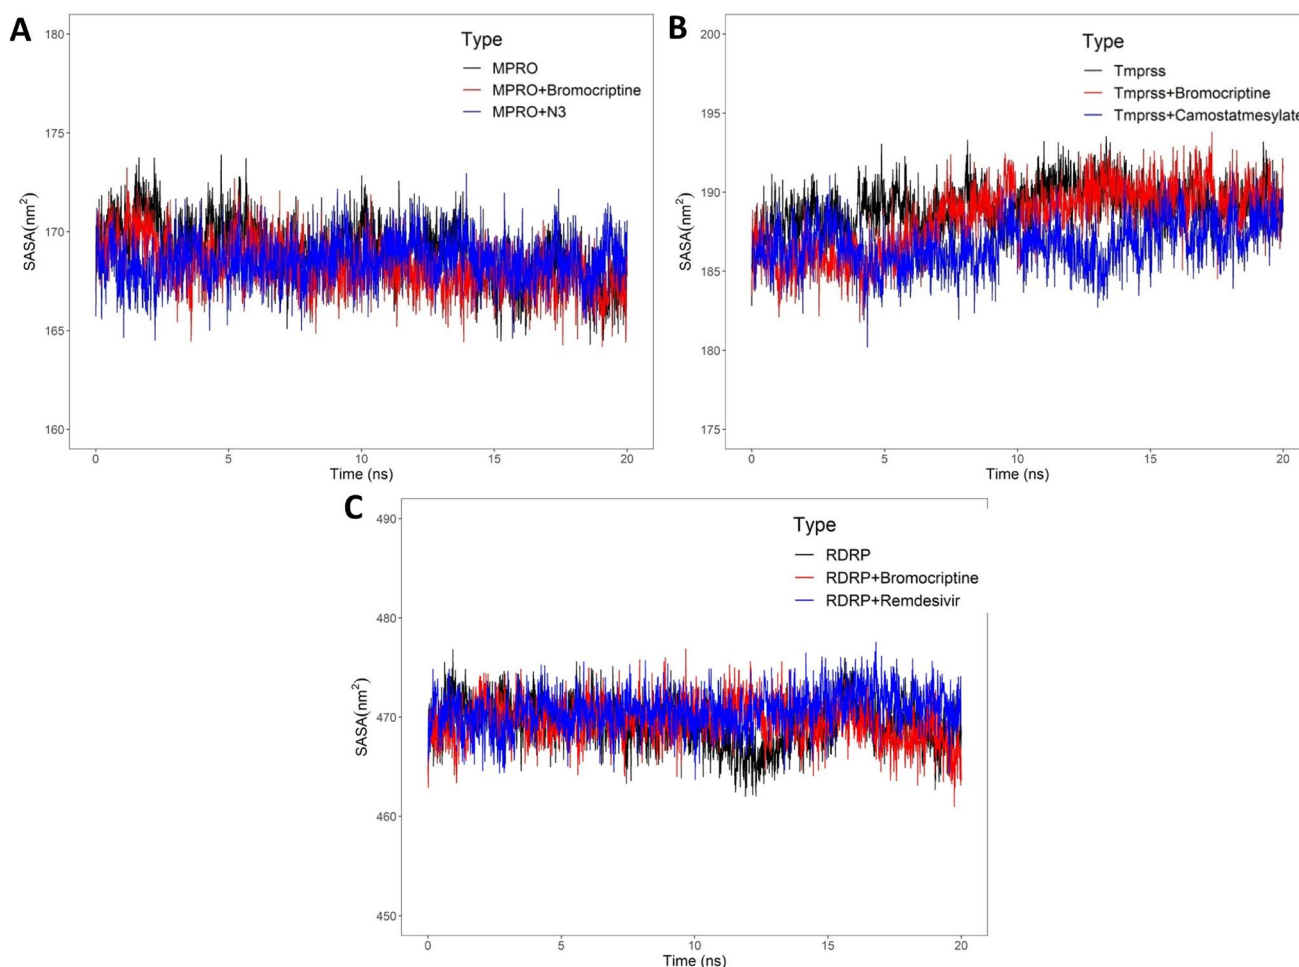 A
Type
MPRO
MPRO+Bromocriptine
MPRO+N3
180
175
170
165
160
SASA(nm²)
0 5 10 15 20
Time (ns)
B
Type
Tmprss
Tmprss+Bromocriptine
Tmprss+Camostatmesylate
200
195
190
185
180
175
SASA(nm²)
0 5 10 15 20
Time (ns)
C
Type
RDRP
RDRP+Bromocriptine
RDRP+Remdesivir
490
480
470
460
450
SASA(nm²)
0 5 10 15 20
Time (ns)